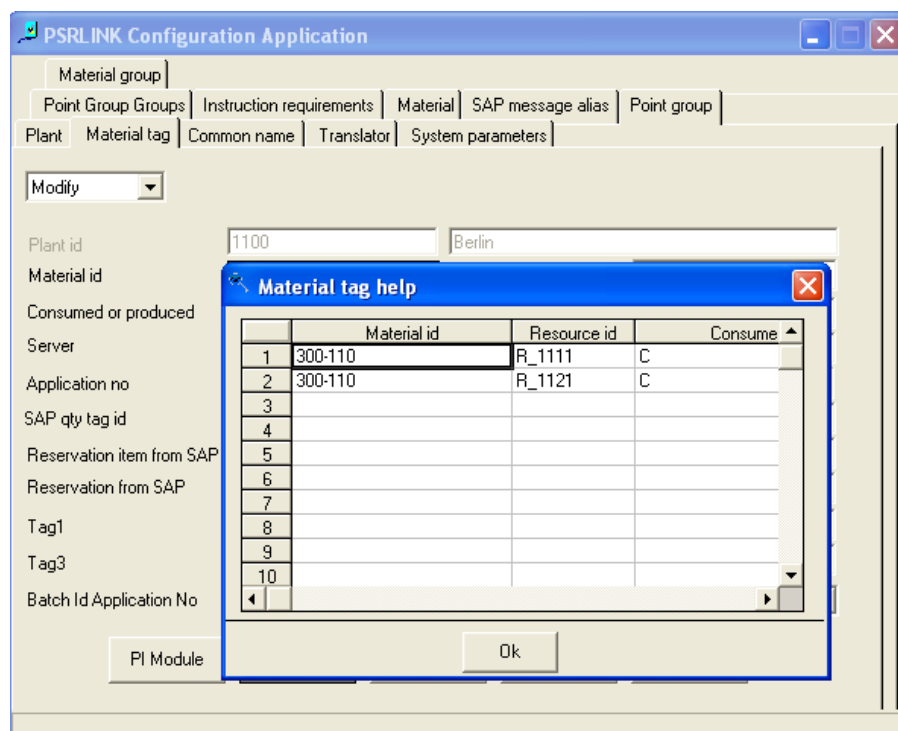 PSRLINK Configuration Application
Material group
Point Group Groups Instruction requirements Material SAP message alias Point group
Plant Material tag Common name Translator System parameters
Modify
Plant id 1100 Berlin
Material id
Consumed or produced
Server
Application no
SAP qty tag id
Reservation item from SAP
Reservation from SAP
Tag1
Tag3
Batch Id Application No
PI Module
Material tag help
Material id Resource id Consume
1 300-110 R_1111 C
2 300-110 R_1121 C
3
4
5
6
7
8
9
10
Ok